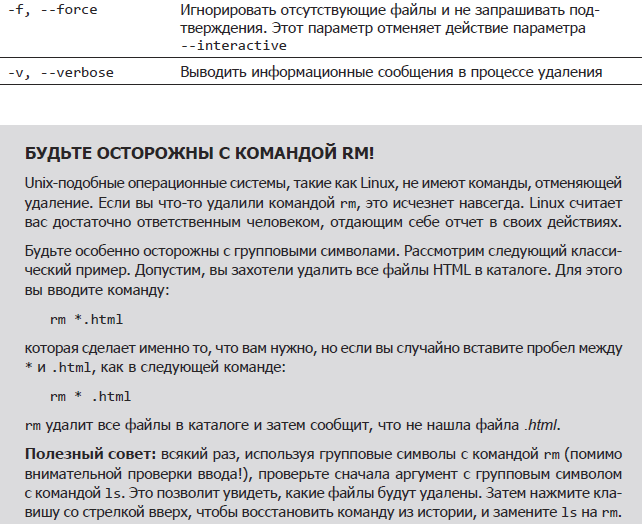 -f, --force Игнорировать отсутствующие файлы и не запрашивать под-
тверждения. Этот параметр отменяет действие параметра
--interactive
-v, --verbose Выводить информационные сообщения в процессе удаления
БУДЬТЕ ОСТОРОЖНЫ С КОМАНДОЙ RM!
Unix-подобные операционные системы, такие как Linux, не имеют команды, отменяющей
удаление. Если вы что-то удалили командой rm, это исчезнет навсегда. Linux считает
вас достаточно ответственным человеком, отдающим себе отчет в своих действиях.
Будьте особенно осторожны с групповыми символами. Рассмотрим следующий класси-
ческий пример. Допустим, вы захотели удалить все файлы HTML в каталоге. Для этого
вы вводите команду:
rm *.html
которая сделает именно то, что вам нужно, но если вы случайно вставите пробел между
* и .html, как в следующей команде:
rm * .html
rm удалит все файлы в каталоге и затем сообщит, что не нашла файла .html.
Полезный совет: всякий раз, используя групповые символы с командой rm (помимо
внимательной проверки ввода!), проверьте сначала аргумент с групповым символом
с командой ls. Это позволит увидеть, какие файлы будут удалены. Затем нажмите кла-
вишу со стрелкой вверх, чтобы восстановить команду из истории, и замените ls на rm.